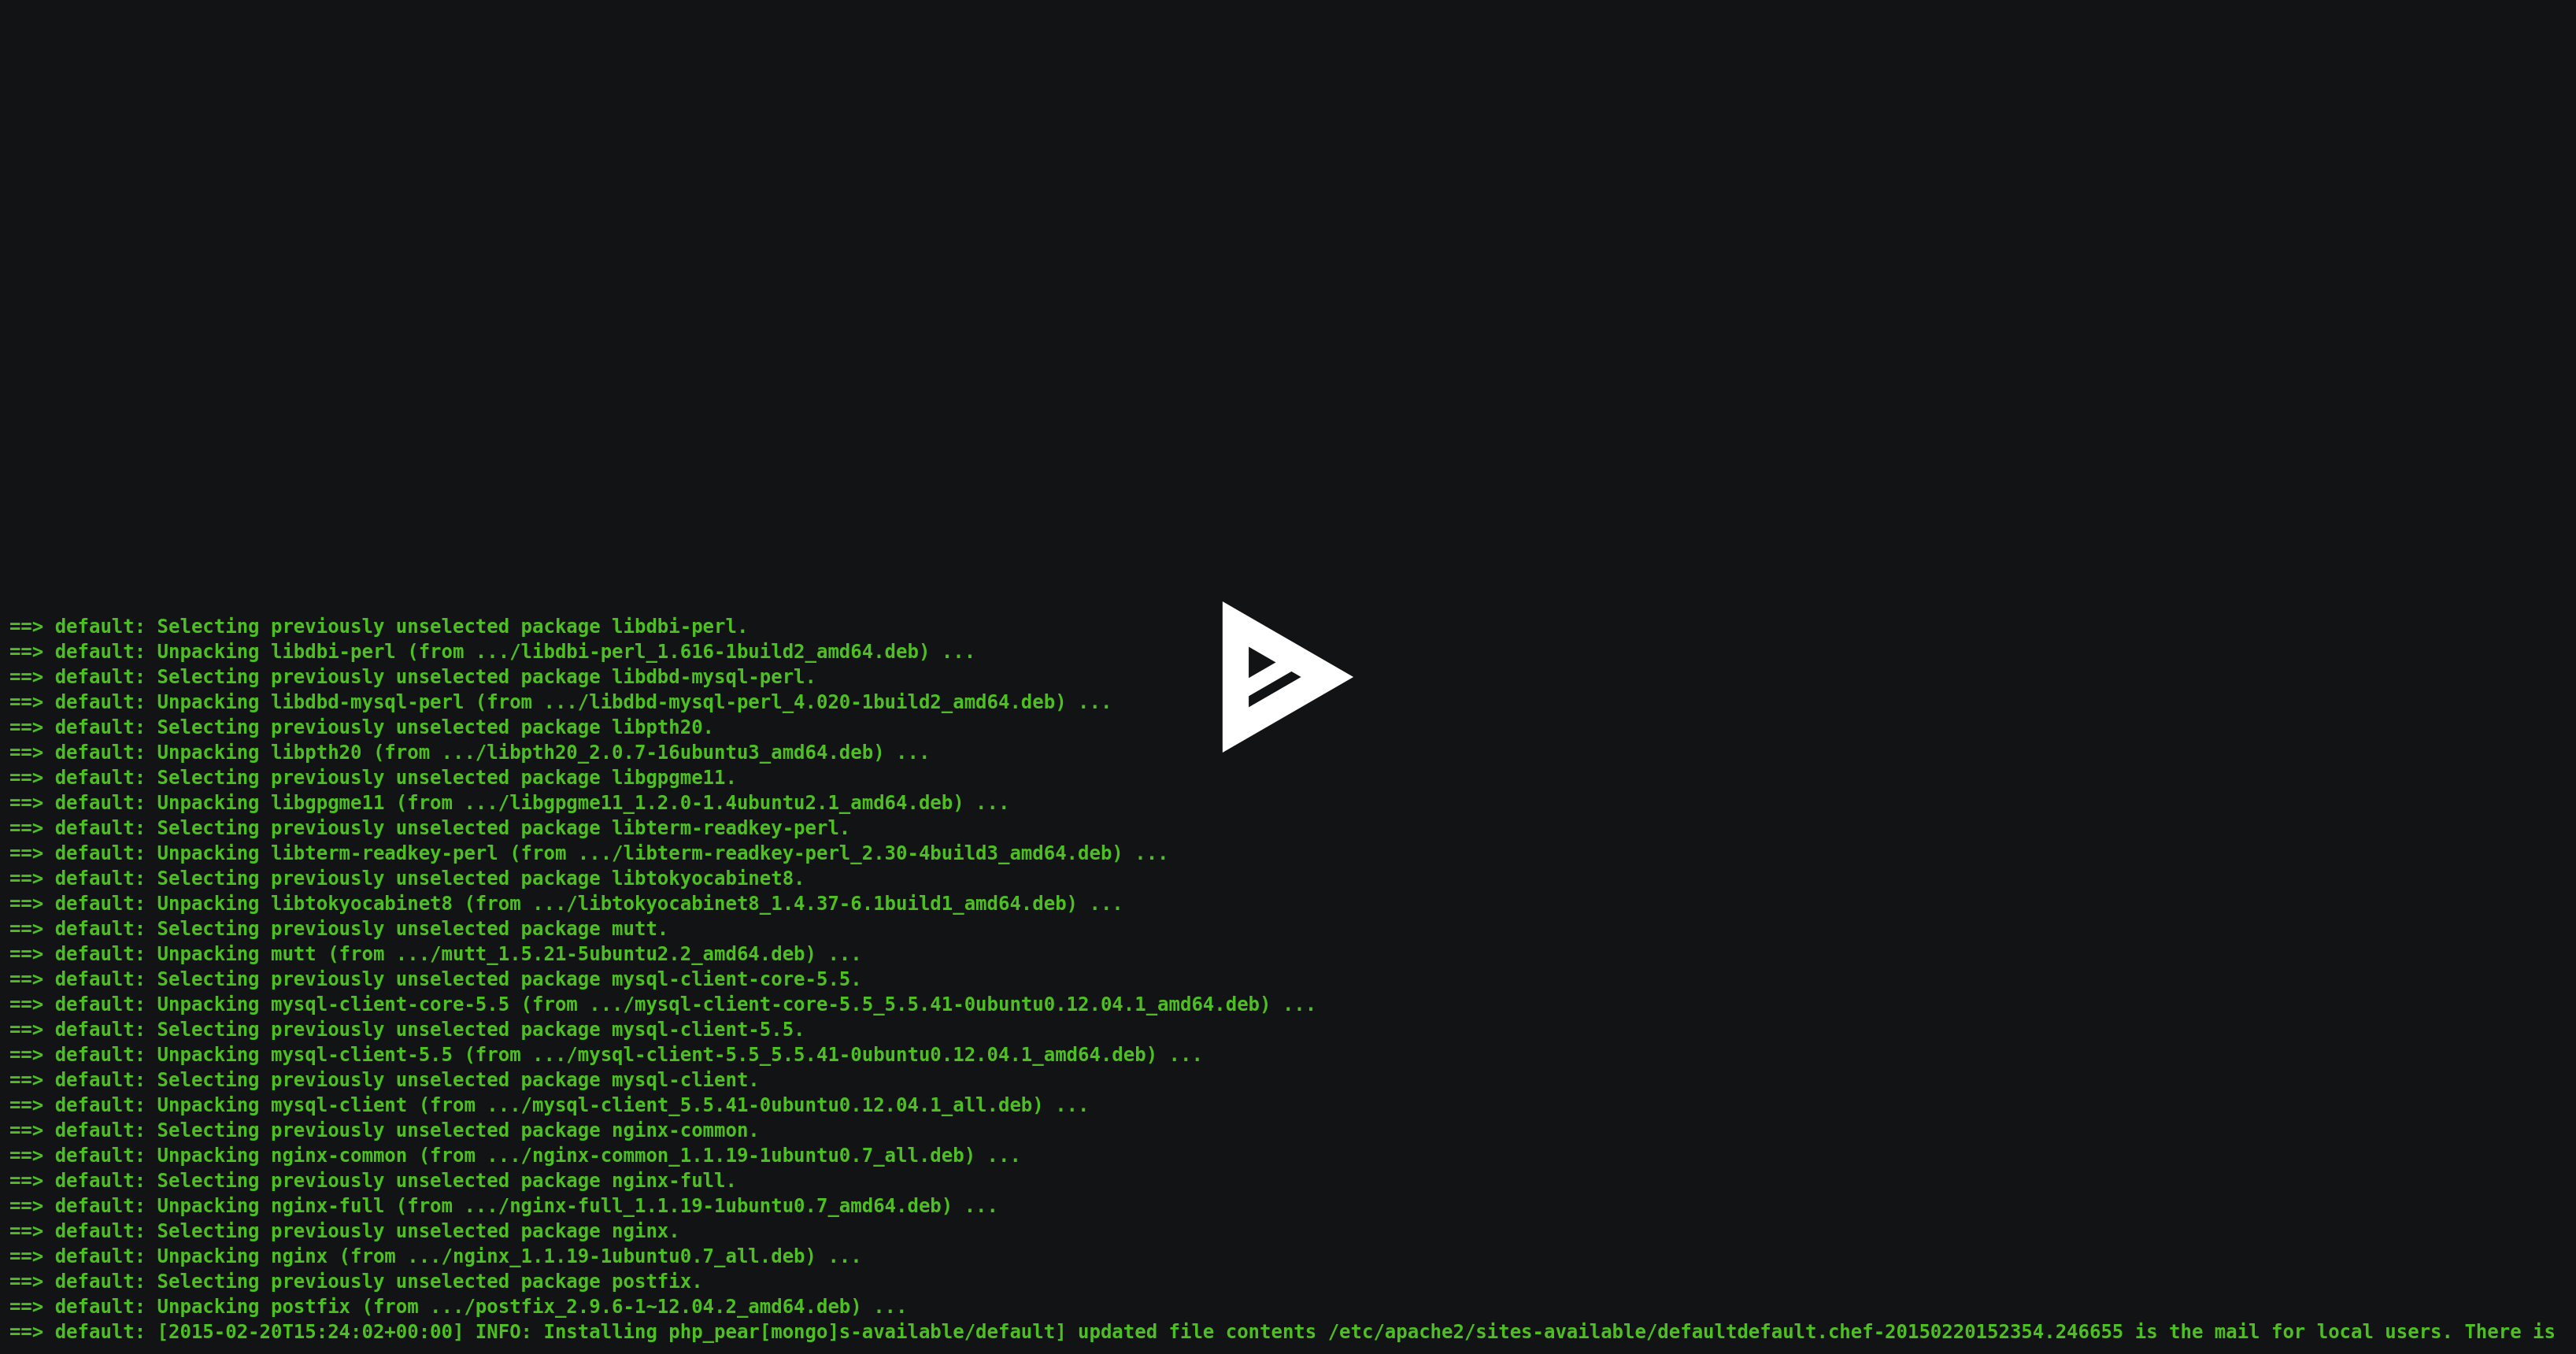 ==> default: Selecting previously unselected package libdbi-perl.
==> default: Unpacking libdbi-perl (from .../libdbi-perl_1.616-1build2_amd64.deb) ...
==> default: Selecting previously unselected package libdbd-mysql-perl.
==> default: Unpacking libdbd-mysql-perl (from .../libdbd-mysql-perl_4.020-1build2_amd64.deb) ...
==> default: Selecting previously unselected package libpth20.
==> default: Unpacking libpth20 (from .../libpth20_2.0.7-16ubuntu3_amd64.deb) ...
==> default: Selecting previously unselected package libgpgme11.
==> default: Unpacking libgpgme11 (from .../libgpgme11_1.2.0-1.4ubuntu2.1_amd64.deb) ...
==> default: Selecting previously unselected package libterm-readkey-perl.
==> default: Unpacking libterm-readkey-perl (from .../libterm-readkey-perl_2.30-4build3_amd64.deb) ...
==> default: Selecting previously unselected package libtokyocabinet8.
==> default: Unpacking libtokyocabinet8 (from .../libtokyocabinet8_1.4.37-6.1build1_amd64.deb) ...
==> default: Selecting previously unselected package mutt.
==> default: Unpacking mutt (from .../mutt_1.5.21-5ubuntu2.2_amd64.deb) ...
==> default: Selecting previously unselected package mysql-client-core-5.5.
==> default: Unpacking mysql-client-core-5.5 (from .../mysql-client-core-5.5_5.5.41-0ubuntu0.12.04.1_amd64.deb) ...
==> default: Selecting previously unselected package mysql-client-5.5.
==> default: Unpacking mysql-client-5.5 (from .../mysql-client-5.5_5.5.41-0ubuntu0.12.04.1_amd64.deb) ...
==> default: Selecting previously unselected package mysql-client.
==> default: Unpacking mysql-client (from .../mysql-client_5.5.41-0ubuntu0.12.04.1_all.deb) ...
==> default: Selecting previously unselected package nginx-common.
==> default: Unpacking nginx-common (from .../nginx-common_1.1.19-1ubuntu0.7_all.deb) ...
==> default: Selecting previously unselected package nginx-full.
==> default: Unpacking nginx-full (from .../nginx-full_1.1.19-1ubuntu0.7_amd64.deb) ...
==> default: Selecting previously unselected package nginx.
==> default: Unpacking nginx (from .../nginx_1.1.19-1ubuntu0.7_all.deb) ...
==> default: Selecting previously unselected package postfix.
==> default: Unpacking postfix (from .../postfix_2.9.6-1~12.04.2_amd64.deb) ...
==> default: [2015-02-20T15:24:02+00:00] INFO: Installing php_pear[mongo]s-available/default] updated file contents /etc/apache2/sites-available/defaultdefault.chef-20150220152354.246655 is the mail for local users. There is